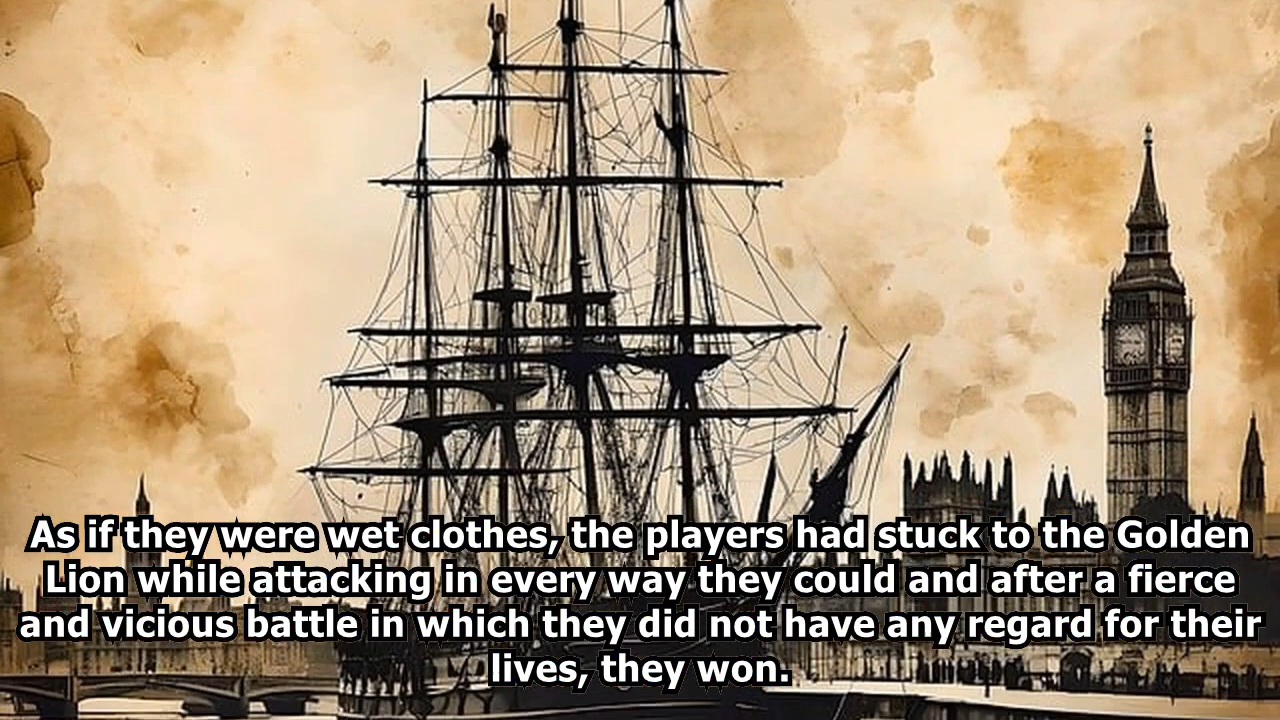 As if they were wet clothes, the players had stuck to the Golden
Lion while attacking in every way they could and after a fierce
and vicious battle in which they did not have any regard for their
lives, they won.